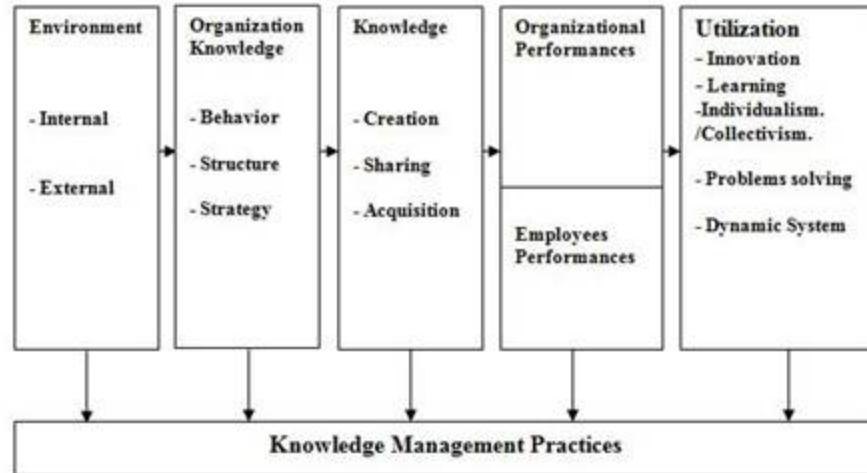 Environment
- Internal
- External
Organization
Knowledge
- Behavior
- Structure
- Strategy
Knowledge
- Creation
- Sharing
- Acquisition
Organizational
Performances
Employees
Performances
Utilization
- Innovation
- Learning
-Individualism.
/Collectivism.
- Problems solving
- Dynamic System
Knowledge Management Practices